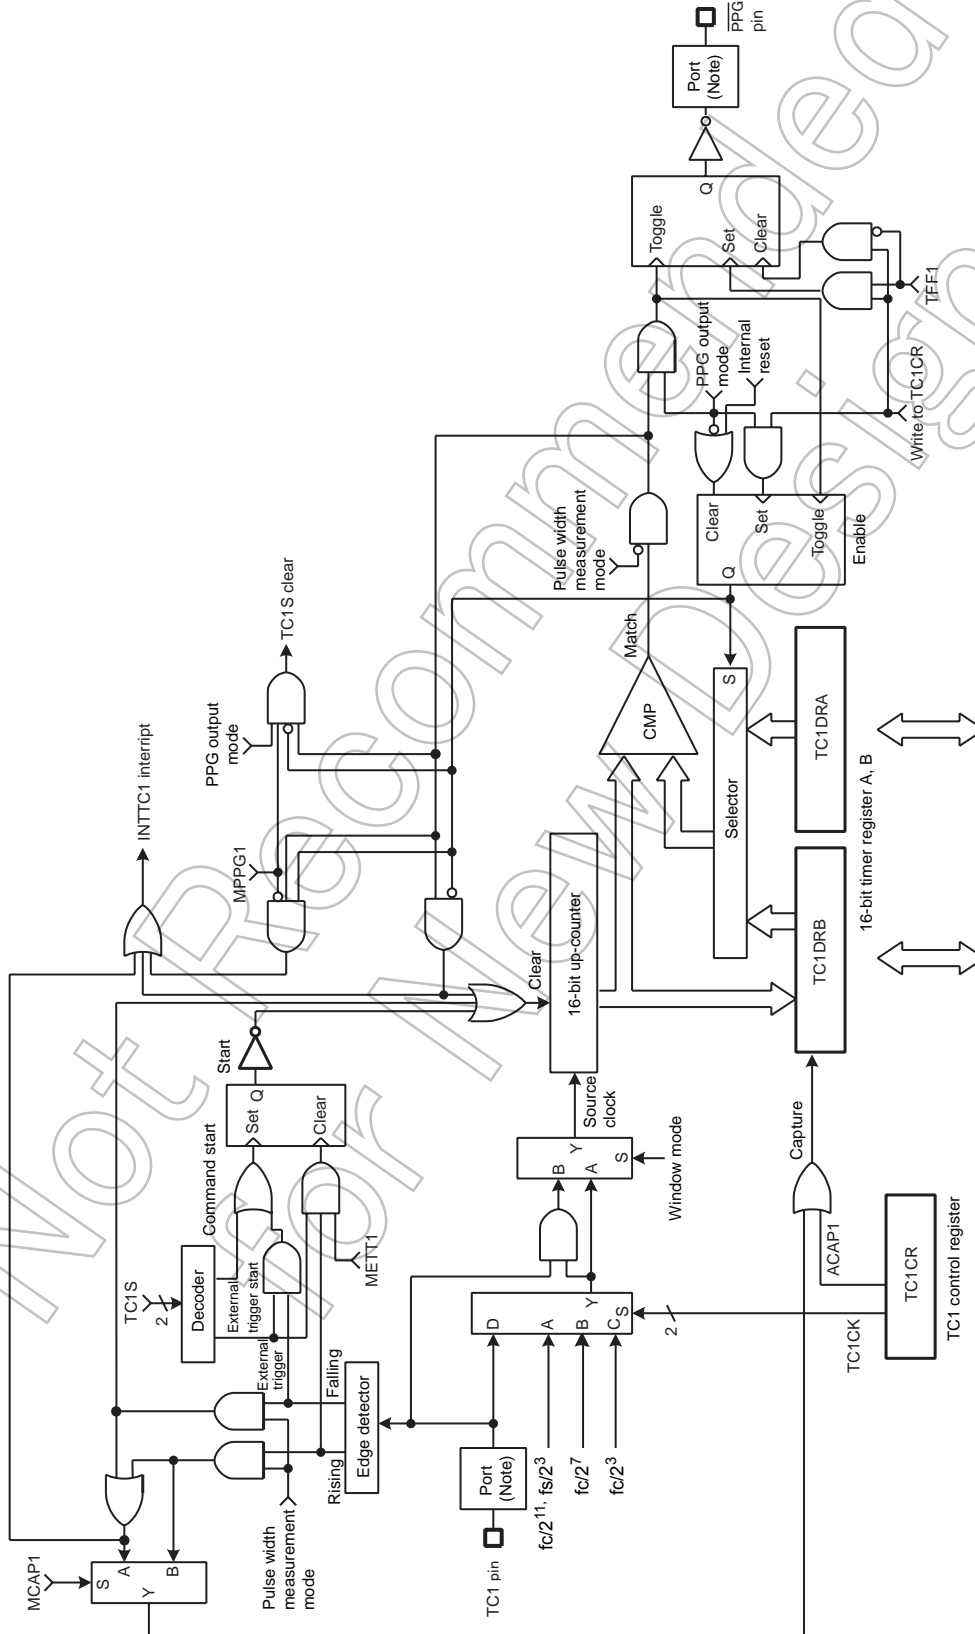 PPG
pin
Port
(Note)
Q
Toggle
Set
Clear
TFF1
Write to TC1CR
PPG output
mode
Internal
reset
Pulse width
measurement
mode
Clear
Set
Toggle
Q
Enable
TC1S clear
PPG output
mode
INTTC1 interript
MPPG1
Match
CMP
S
Selector
TC1DRA
TC1DRB
16-bit timer register A, B
Clear
16-bit up-counter
Source
clock
Start
Set
Q
Clear
Command start
TC1S
2
Decoder
External
trigger start
METT1
External
trigger
Falling
Rising
Edge detector
B
Y
A
S
Window mode
D
A
B
C
Y
S
2
TC1CK
Capture
ACAP1
TC1CR
TC1 control register
Port
(Note)
TC1 pin
fc/2^11, fs/2^3
fc/2^7
fc/2^3
Pulse width
measurement
mode
MCAP1
S
A
Y
B
Not Recommended
for New Design